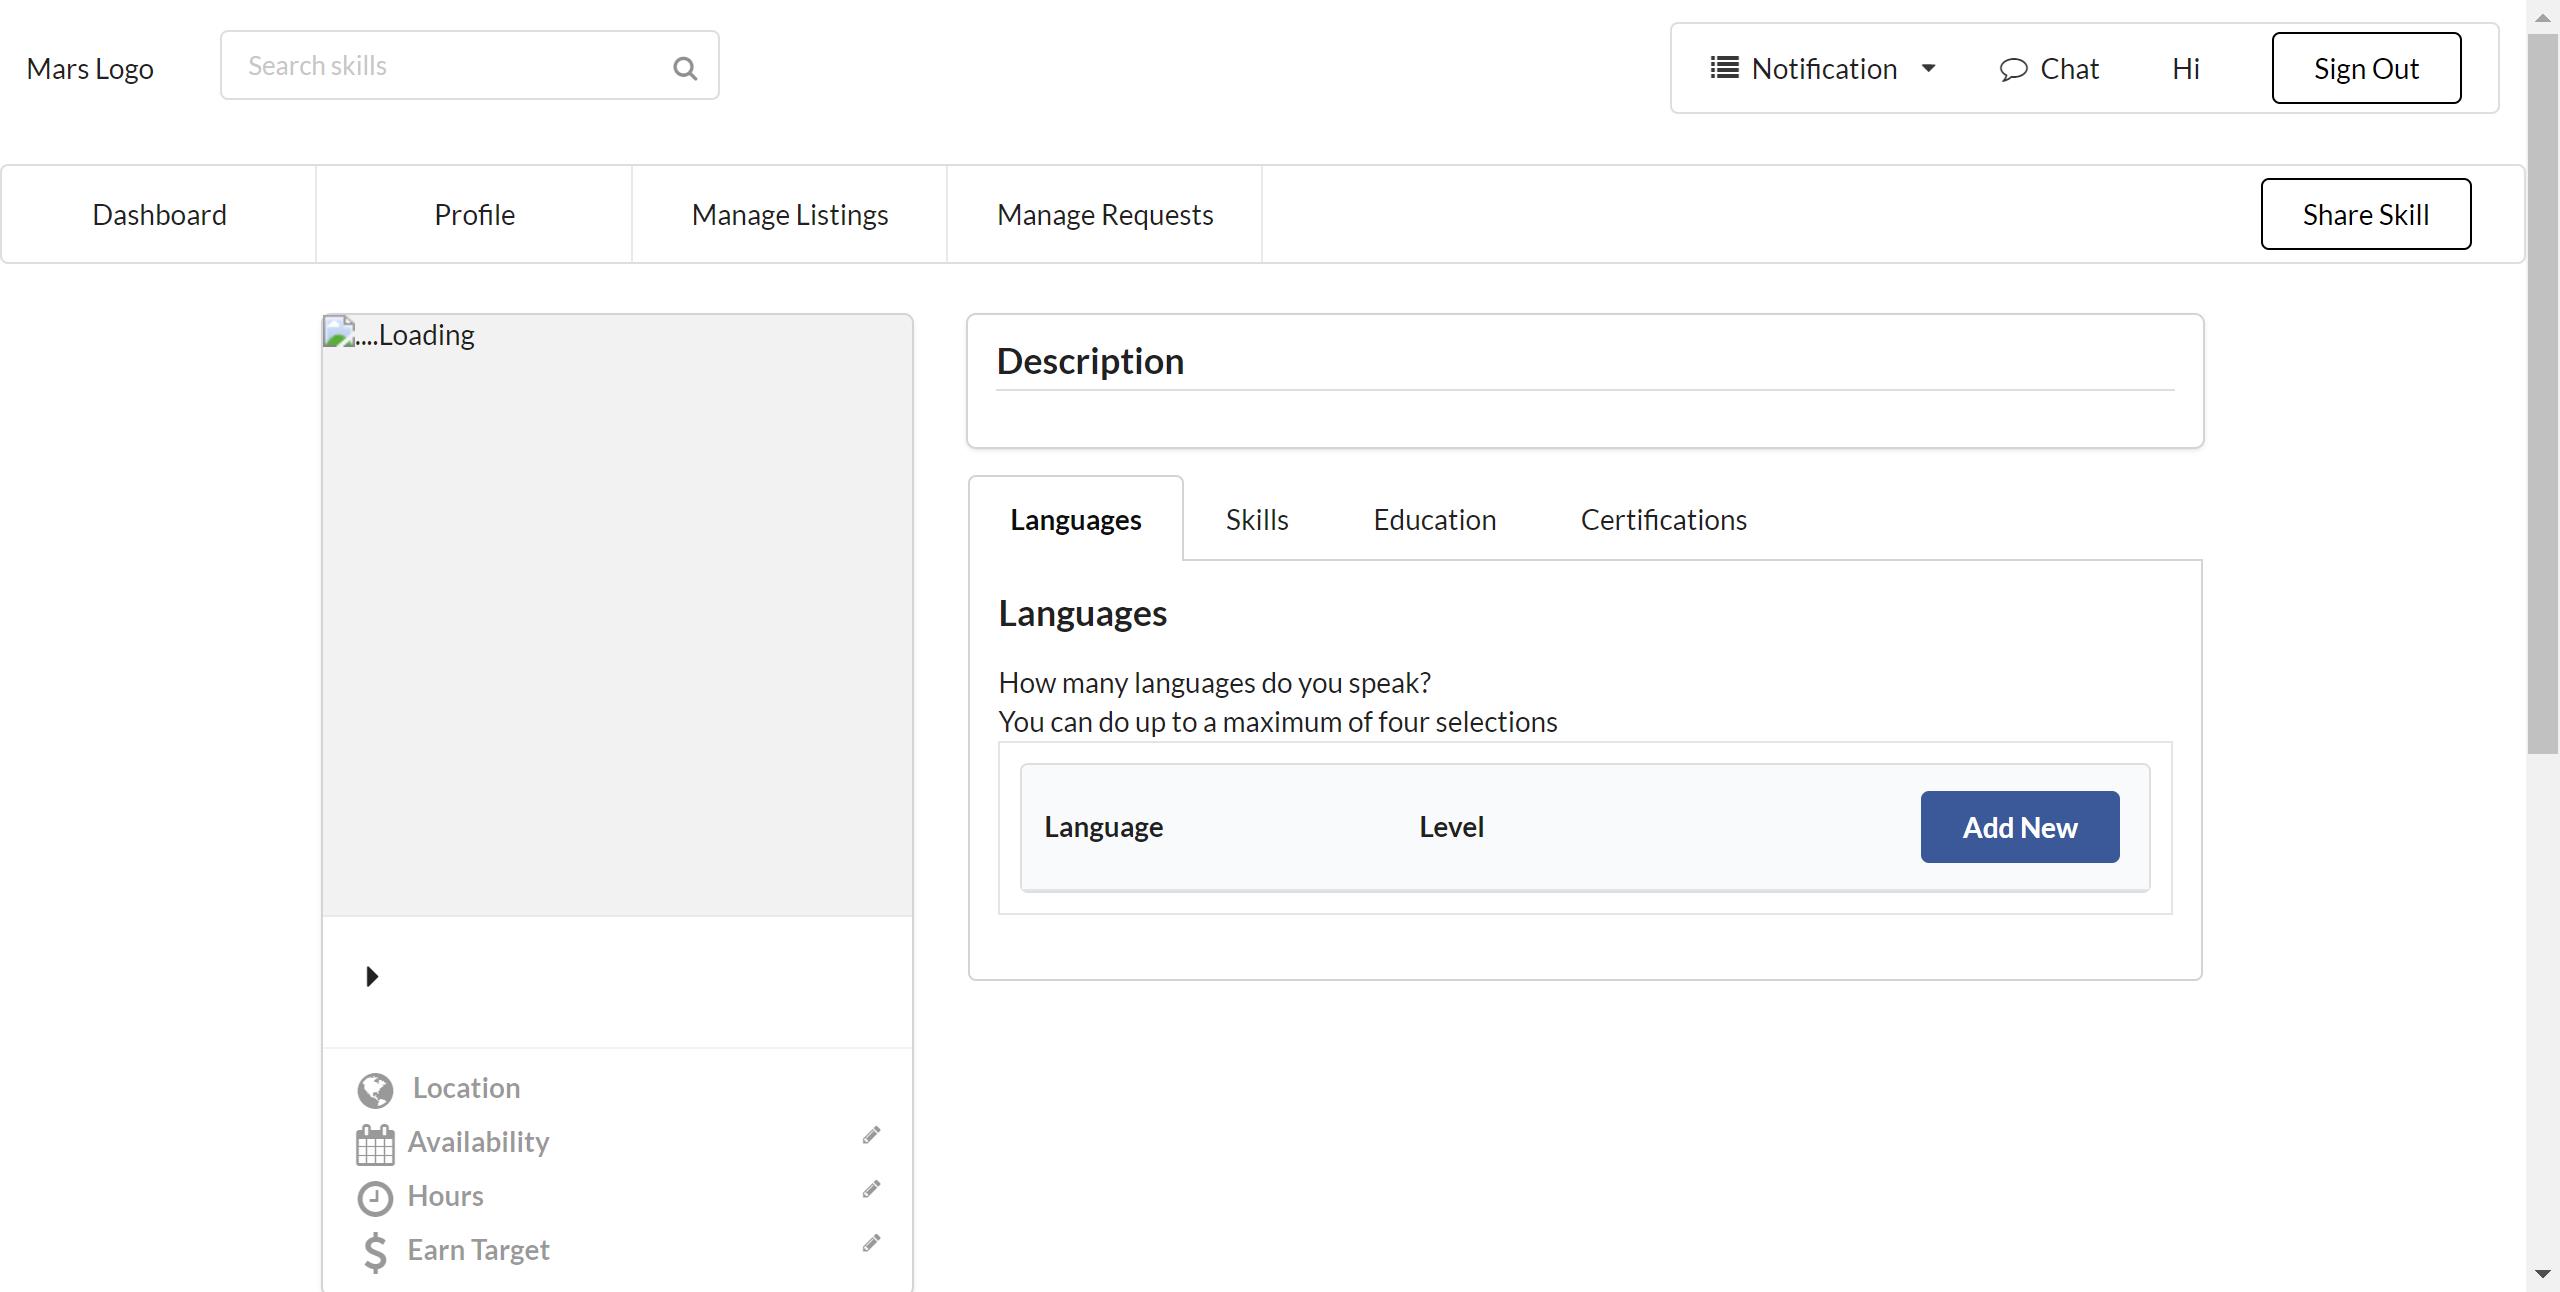 Mars Logo
Search skills
Notification
Chat
Hi
Sign Out
Dashboard
Profile
Manage Listings
Manage Requests
Share Skill
....Loading
Description
Languages
Skills
Education
Certifications
Languages
How many languages do you speak?
You can do up to a maximum of four selections
Language
Level
Add New
Location
Availability
Hours
Earn Target